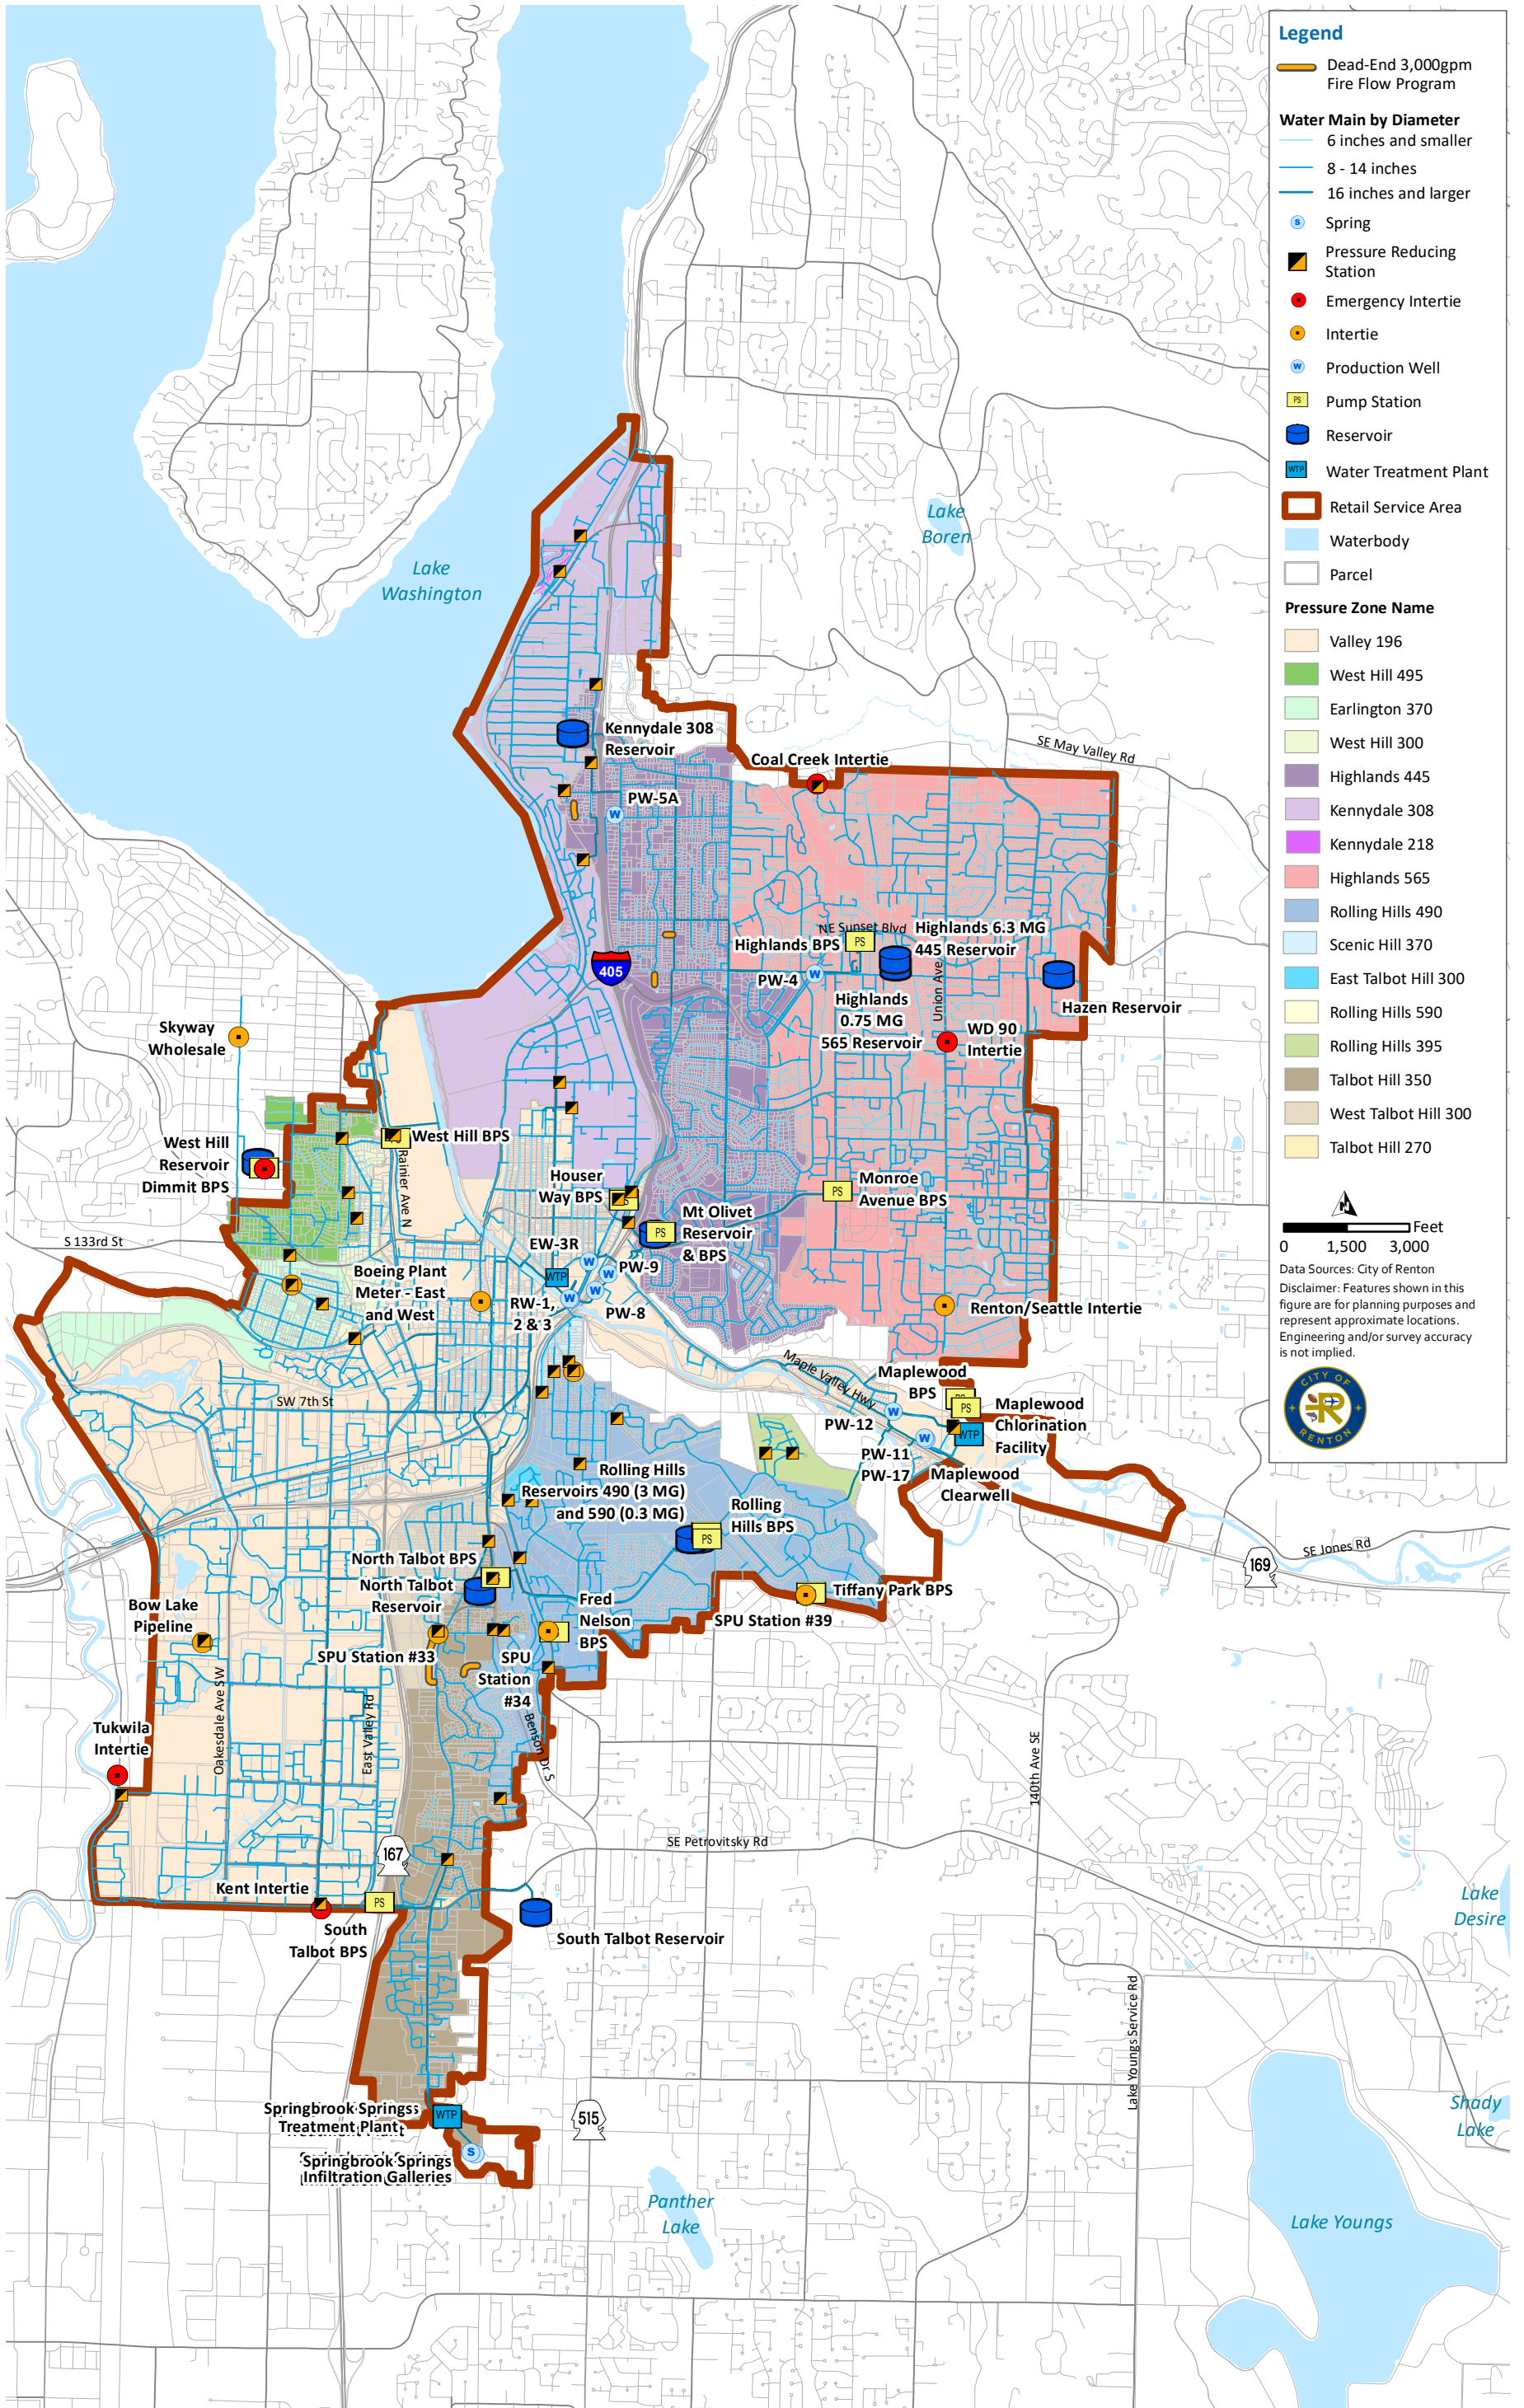 Legend
Dead-End 3,000gpm
Fire Flow Program
Water Main by Diameter
6 inches and smaller
8 - 14 inches
16 inches and larger
S
Spring
Pressure Reducing
Station
Emergency Intertie
Intertie
W
Production Well
PS
Pump Station
Reservoir
WTP
Water Treatment Plant
Retail Service Area
Waterbody
Parcel
Pressure Zone Name
Valley 196
West Hill 495
Earlington 370
West Hill 300
Highlands 445
Kennydale 308
Kennydale 218
Highlands 565
Rolling Hills 490
Scenic Hill 370
East Talbot Hill 300
Rolling Hills 590
Rolling Hills 395
Talbot Hill 350
West Talbot Hill 300
Talbot Hill 270
N
Feet
0 1,500 3,000
Data Sources: City of Renton
Disclaimer: Features shown in this
figure are for planning purposes and
represent approximate locations.
Engineering and/or survey accuracy
is not implied.
CITY OF
R
RENTON
Lake
Boren
Lake
Washington
Kennydale 308
Reservoir
SE May Valley Rd
Coal Creek Intertie
PW-5A
W
NE Sunset Blvd
Highlands BPS
PS
Highlands 6.3 MG
445 Reservoir
405
PW-4
W
Union Ave
Hazen Reservoir
Highlands
0.75 MG
565 Reservoir
WD 90
Intertie
Skyway
Wholesale
West Hill
Reservoir
Dimmit BPS
West Hill BPS
Rainier Ave N
Houser
Way BPS
Monroe
Avenue BPS
PS
Mt Olivet
Reservoir
& BPS
PS
S 133rd St
EW-3R
W
WTP
PW-9
W
Boeing Plant
Meter - East
and West
RW-1,
2 & 3
W
PW-8
W
Renton/Seattle Intertie
Maple Valley Hwy
Maplewood
BPS
PS
SW 7th St
Maplewood
Chlorination
Facility
WTP
PW-12
W
PW-11
PW-17
W
Maplewood
Clearwell
Rolling Hills
Reservoirs 490 (3 MG)
and 590 (0.3 MG)
Rolling
Hills BPS
PS
SE Jones Rd
169
North Talbot BPS
North Talbot
Reservoir
Tiffany Park BPS
SPU Station #39
Fred
Nelson
BPS
Bow Lake
Pipeline
SPU Station #33
SPU
Station
#34
Oakesdale Ave SW
East Valley Rd
Benson Dr S
Tukwila
Intertie
140th Ave SE
SE Petrovitsky Rd
167
Kent Intertie
PS
South
Talbot BPS
South Talbot Reservoir
Lake
Desire
Lake Youngs Service Rd
Springbrook Springs
Treatment Plant
WTP
515
Springbrook Springs
Infiltration Galleries
S
Shady
Lake
Panther
Lake
Lake Youngs